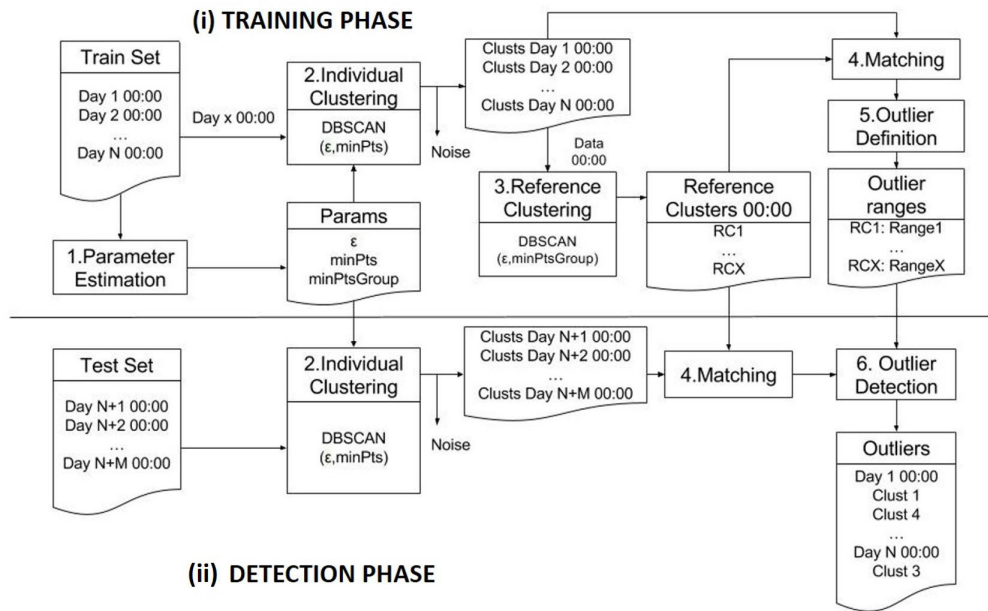 (i) TRAINING PHASE
Train Set
Day 1 00:00
Day 2 00:00
...
Day N 00:00
Day x 00:00
1.Parameter
Estimation
2.Individual
Clustering
DBSCAN
(ε,minPts)
Noise
Params
ε
minPts
minPtsGroup
Clusts Day 1 00:00
Clusts Day 2 00:00
...
Clusts Day N 00:00
Data
00:00
3.Reference
Clustering
DBSCAN
(ε,minPtsGroup)
Reference
Clusters 00:00
RC1
...
RCX
4.Matching
5.Outlier
Definition
Outlier
ranges
RC1: Range1
...
RCX: RangeX
Test Set
Day N+1 00:00
Day N+2 00:00
...
Day N+M 00:00
2.Individual
Clustering
DBSCAN
(ε,minPts)
Noise
Clusts Day N+1 00:00
Clusts Day N+2 00:00
...
Clusts Day N+M 00:00
4.Matching
6. Outlier
Detection
Outliers
Day 1 00:00
Clust 1
Clust 4
...
Day N 00:00
Clust 3
(ii) DETECTION PHASE